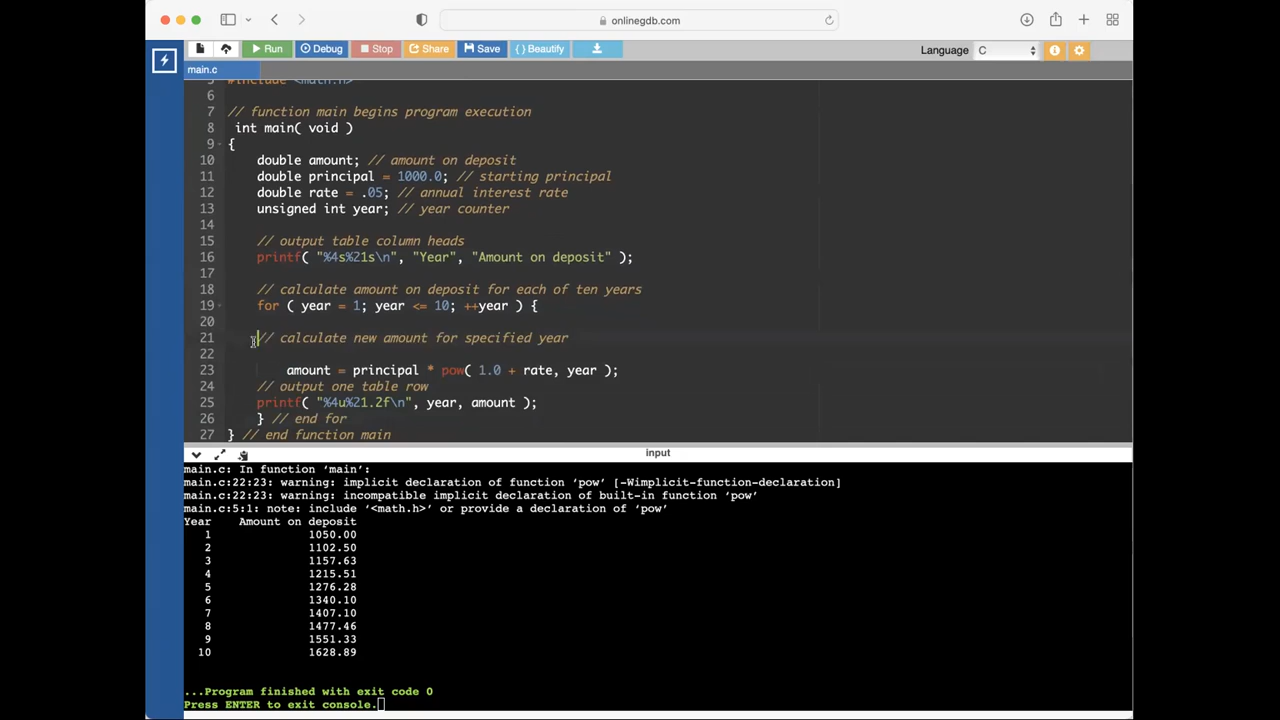 onlinegdb.com
Run Debug Stop Share Save { } Beautify Language C
main.c
5 #include <math.h>
6
7 // function main begins program execution
8 int main( void )
9 {
10 double amount; // amount on deposit
11 double principal = 1000.0; // starting principal
12 double rate = .05; // annual interest rate
13 unsigned int year; // year counter
14
15 // output table column heads
16 printf( "%4s%21s\n", "Year", "Amount on deposit" );
17
18 // calculate amount on deposit for each of ten years
19 for ( year = 1; year <= 10; ++year ) {
20
21 // calculate new amount for specified year
22
23 amount = principal * pow( 1.0 + rate, year );
24 // output one table row
25 printf( "%4u%21.2f\n", year, amount );
26 } // end for
27 } // end function main
input
main.c: In function ‘main’:
main.c:22:23: warning: implicit declaration of function ‘pow’ [-Wimplicit-function-declaration]
main.c:22:23: warning: incompatible implicit declaration of built-in function ‘pow’
main.c:5:1: note: include ‘<math.h>’ or provide a declaration of ‘pow’
Year Amount on deposit
1 1050.00
2 1102.50
3 1157.63
4 1215.51
5 1276.28
6 1340.10
7 1407.10
8 1477.46
9 1551.33
10 1628.89
...Program finished with exit code 0
Press ENTER to exit console.